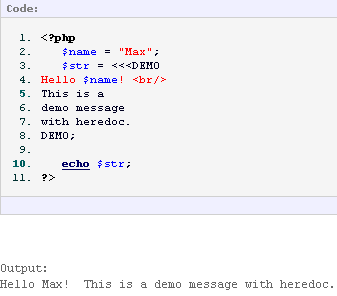 Code:
1. <?php
2. $name = "Max";
3. $str = <<<DEMO
4. Hello $name! <br/>
5. This is a
6. demo message
7. with heredoc.
8. DEMO;
9.
10. echo $str;
11. ?>
Output:
Hello Max!  This is a demo message with heredoc.